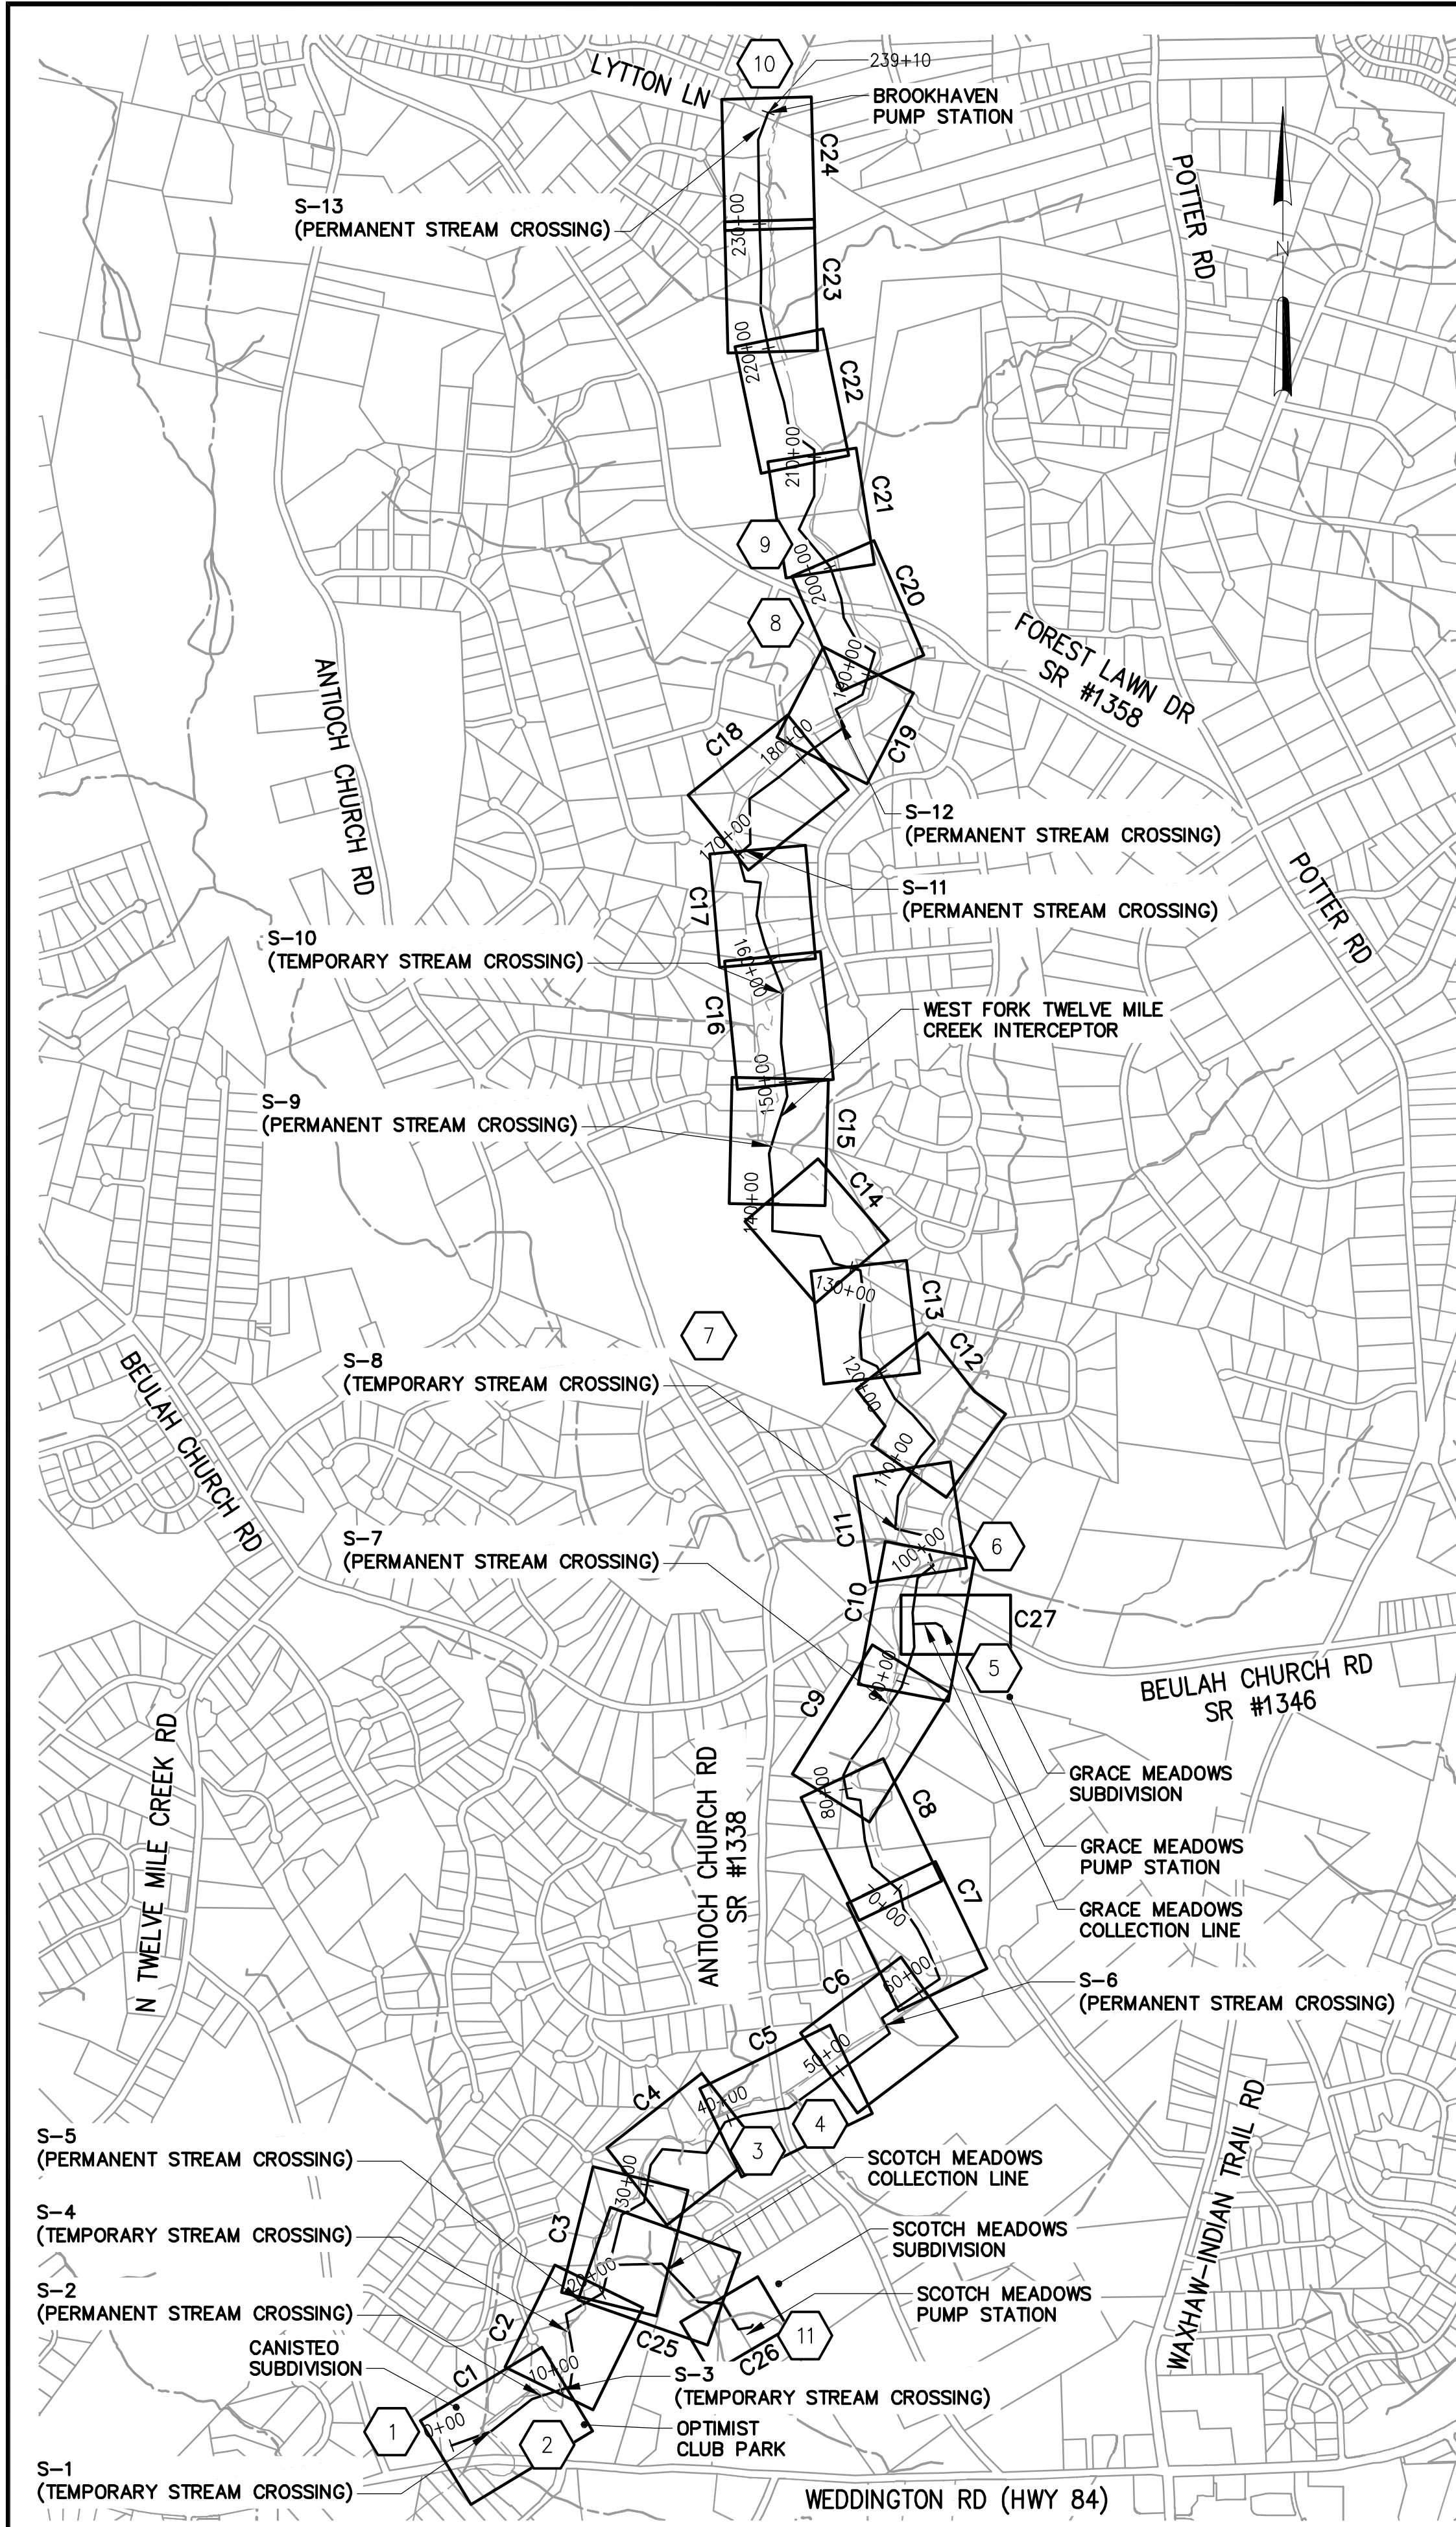 10
239+10
LYTTON LN
BROOKHAVEN
PUMP STATION
C24
POTTER RD
S-13
(PERMANENT STREAM CROSSING)
230+00
N
C23
220+00
C22
210+00
C21
9
200+00
C20
8
FOREST LAWN DR
SR #1358
190+00
ANTIOCH CHURCH RD
C18
180+00
C19
S-12
(PERMANENT STREAM CROSSING)
170+00
POTTER RD
S-11
(PERMANENT STREAM CROSSING)
C17
S-10
(TEMPORARY STREAM CROSSING)
C16
WEST FORK TWELVE MILE
CREEK INTERCEPTOR
150+00
S-9
(PERMANENT STREAM CROSSING)
C15
C14
140+00
130+00
C13
7
C12
S-8
(TEMPORARY STREAM CROSSING)
120+00
BEULAH CHURCH RD
110+00
C11
S-7
(PERMANENT STREAM CROSSING)
100+00
6
C10
C27
90+00
5
BEULAH CHURCH RD
SR #1346
C9
N TWELVE MILE CREEK RD
ANTIOCH CHURCH RD
SR #1338
GRACE MEADOWS
SUBDIVISION
80+00
C8
GRACE MEADOWS
PUMP STATION
C7
GRACE MEADOWS
COLLECTION LINE
60+00
C6
S-6
(PERMANENT STREAM CROSSING)
C5
50+00
C4
40+00
4
3
S-5
(PERMANENT STREAM CROSSING)
SCOTCH MEADOWS
COLLECTION LINE
30+00
WAXHAW-INDIAN TRAIL RD
S-4
(TEMPORARY STREAM CROSSING)
C3
SCOTCH MEADOWS
SUBDIVISION
20+00
S-2
(PERMANENT STREAM CROSSING)
SCOTCH MEADOWS
PUMP STATION
C2
C25
11
C26
CANISTEO
SUBDIVISION
C1
10+00
S-3
(TEMPORARY STREAM CROSSING)
1
0+00
2
OPTIMIST
CLUB PARK
S-1
(TEMPORARY STREAM CROSSING)
WEDDINGTON RD (HWY 84)